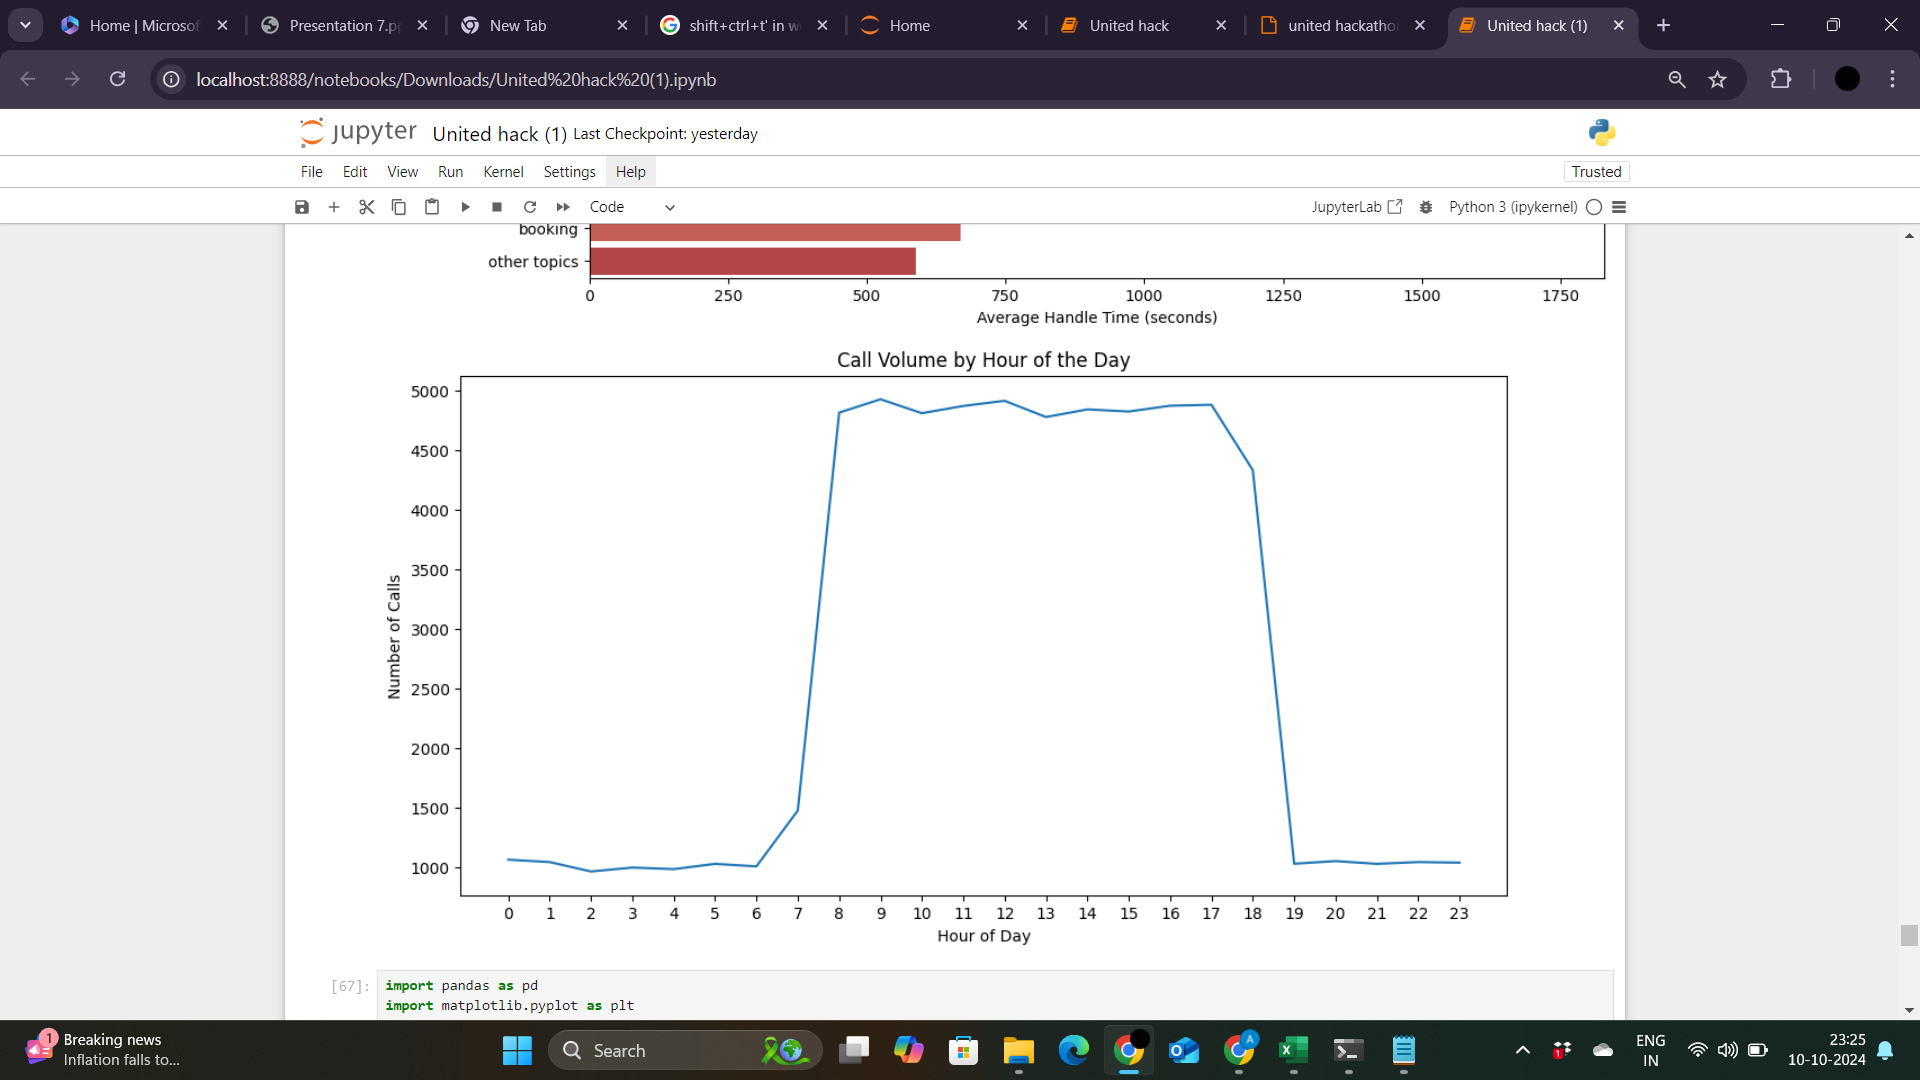 Home | Microsof
Presentation 7.p
New Tab
shift+ctrl+t' in w
Home
United hack
united hackatho
United hack (1)
localhost:8888/notebooks/Downloads/United%20hack%20(1).ipynb
jupyter United hack (1) Last Checkpoint: yesterday
File Edit View Run Kernel Settings Help
Trusted
Code
JupyterLab
Python 3 (ipykernel)
booking
other topics
0 250 500 750 1000 1250 1500 1750
Average Handle Time (seconds)
Call Volume by Hour of the Day
5000
4500
4000
3500
3000
2500
2000
1500
1000
Number of Calls
0 1 2 3 4 5 6 7 8 9 10 11 12 13 14 15 16 17 18 19 20 21 22 23
Hour of Day
[67]:
import pandas as pd
import matplotlib.pyplot as plt
1
Breaking news
Inflation falls to...
Search
A
1
ENG
IN
23:25
10-10-2024